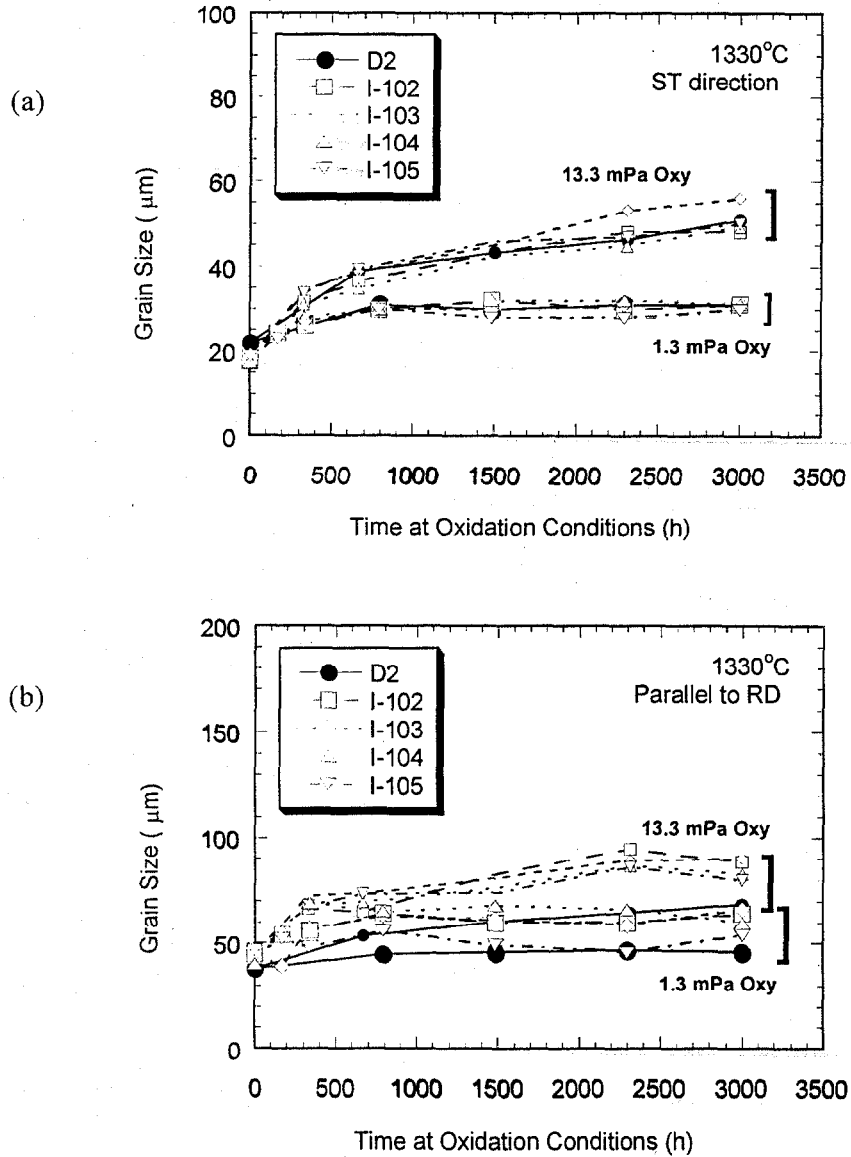 (a)
100
80
60
40
20
0
Grain Size ( μm)
D2
I-102
I-103
I-104
I-105
1330°C
ST direction
13.3 mPa Oxy
1.3 mPa Oxy
0 500 1000 1500 2000 2500 3000 3500
Time at Oxidation Conditions (h)
(b)
200
150
100
50
0
Grain Size ( μm)
D2
I-102
I-103
I-104
I-105
1330°C
Parallel to RD
13.3 mPa Oxy
1.3 mPa Oxy
0 500 1000 1500 2000 2500 3000 3500
Time at Oxidation Conditions (h)